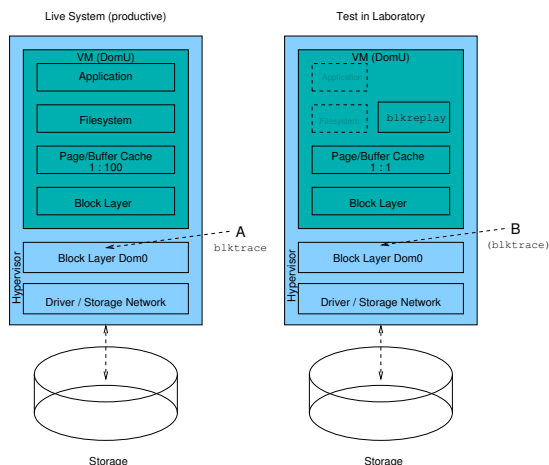 Live System (productive)
VM (DomU)
Application
Filesystem
Page/Buffer Cache
1 : 100
Block Layer
A
blktrace
Hypervisor
Block Layer Dom0
Driver / Storage Network
Storage
Test in Laboratory
VM (DomU)
Application
Filesystem
blkreplay
Page/Buffer Cache
1 : 1
Block Layer
B
(blktrace)
Hypervisor
Block Layer Dom0
Driver / Storage Network
Storage